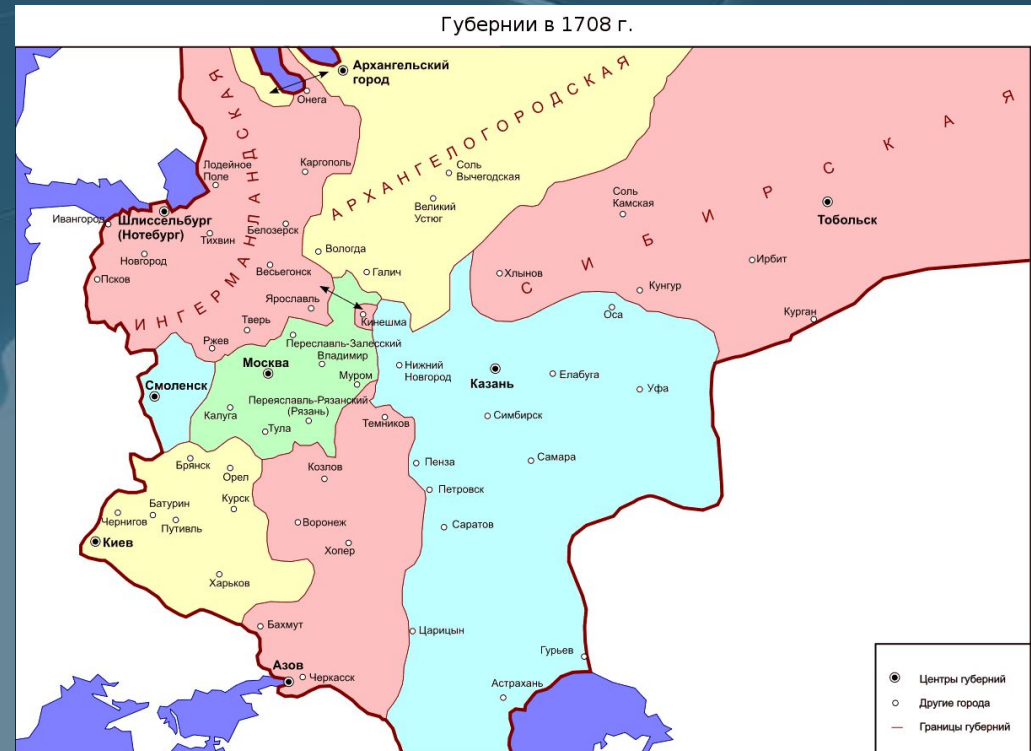 Губернии в 1708 г.
Архангельский
город
Онега
ИНГЕРМАНЛАНДСКАЯ
АРХАНГЕЛОГОРОДСКАЯ
СИБИРСКАЯ
Лодейное
Поле
Каргополь
Соль
Вычегодская
Великий
Устюг
Соль
Камская
Тобольск
Ивангород
Шлиссельбург
(Нотебург)
Тихвин
Белозерск
Новгород
Вологда
Псков
Весьегонск
Галич
Хлынов
Ирбит
Кунгур
Ярославль
Кинешма
Оса
Курган
Тверь
Ржев
Переславль-Залесский
Владимир
Москва
Муром
Нижний
Новгород
Казань
Елабуга
Уфа
Смоленск
Калуга
Переяславль-Рязанский
(Рязань)
Тула
Темников
Симбирск
Брянск
Орел
Козлов
Пенза
Самара
Петровск
Батурин
Курск
Чернигов
Путивль
Воронеж
Саратов
Киев
Хопер
Харьков
Бахмут
Царицын
Гурьев
Азов
Черкасск
Астрахань
Центры губерний
Другие города
Границы губерний